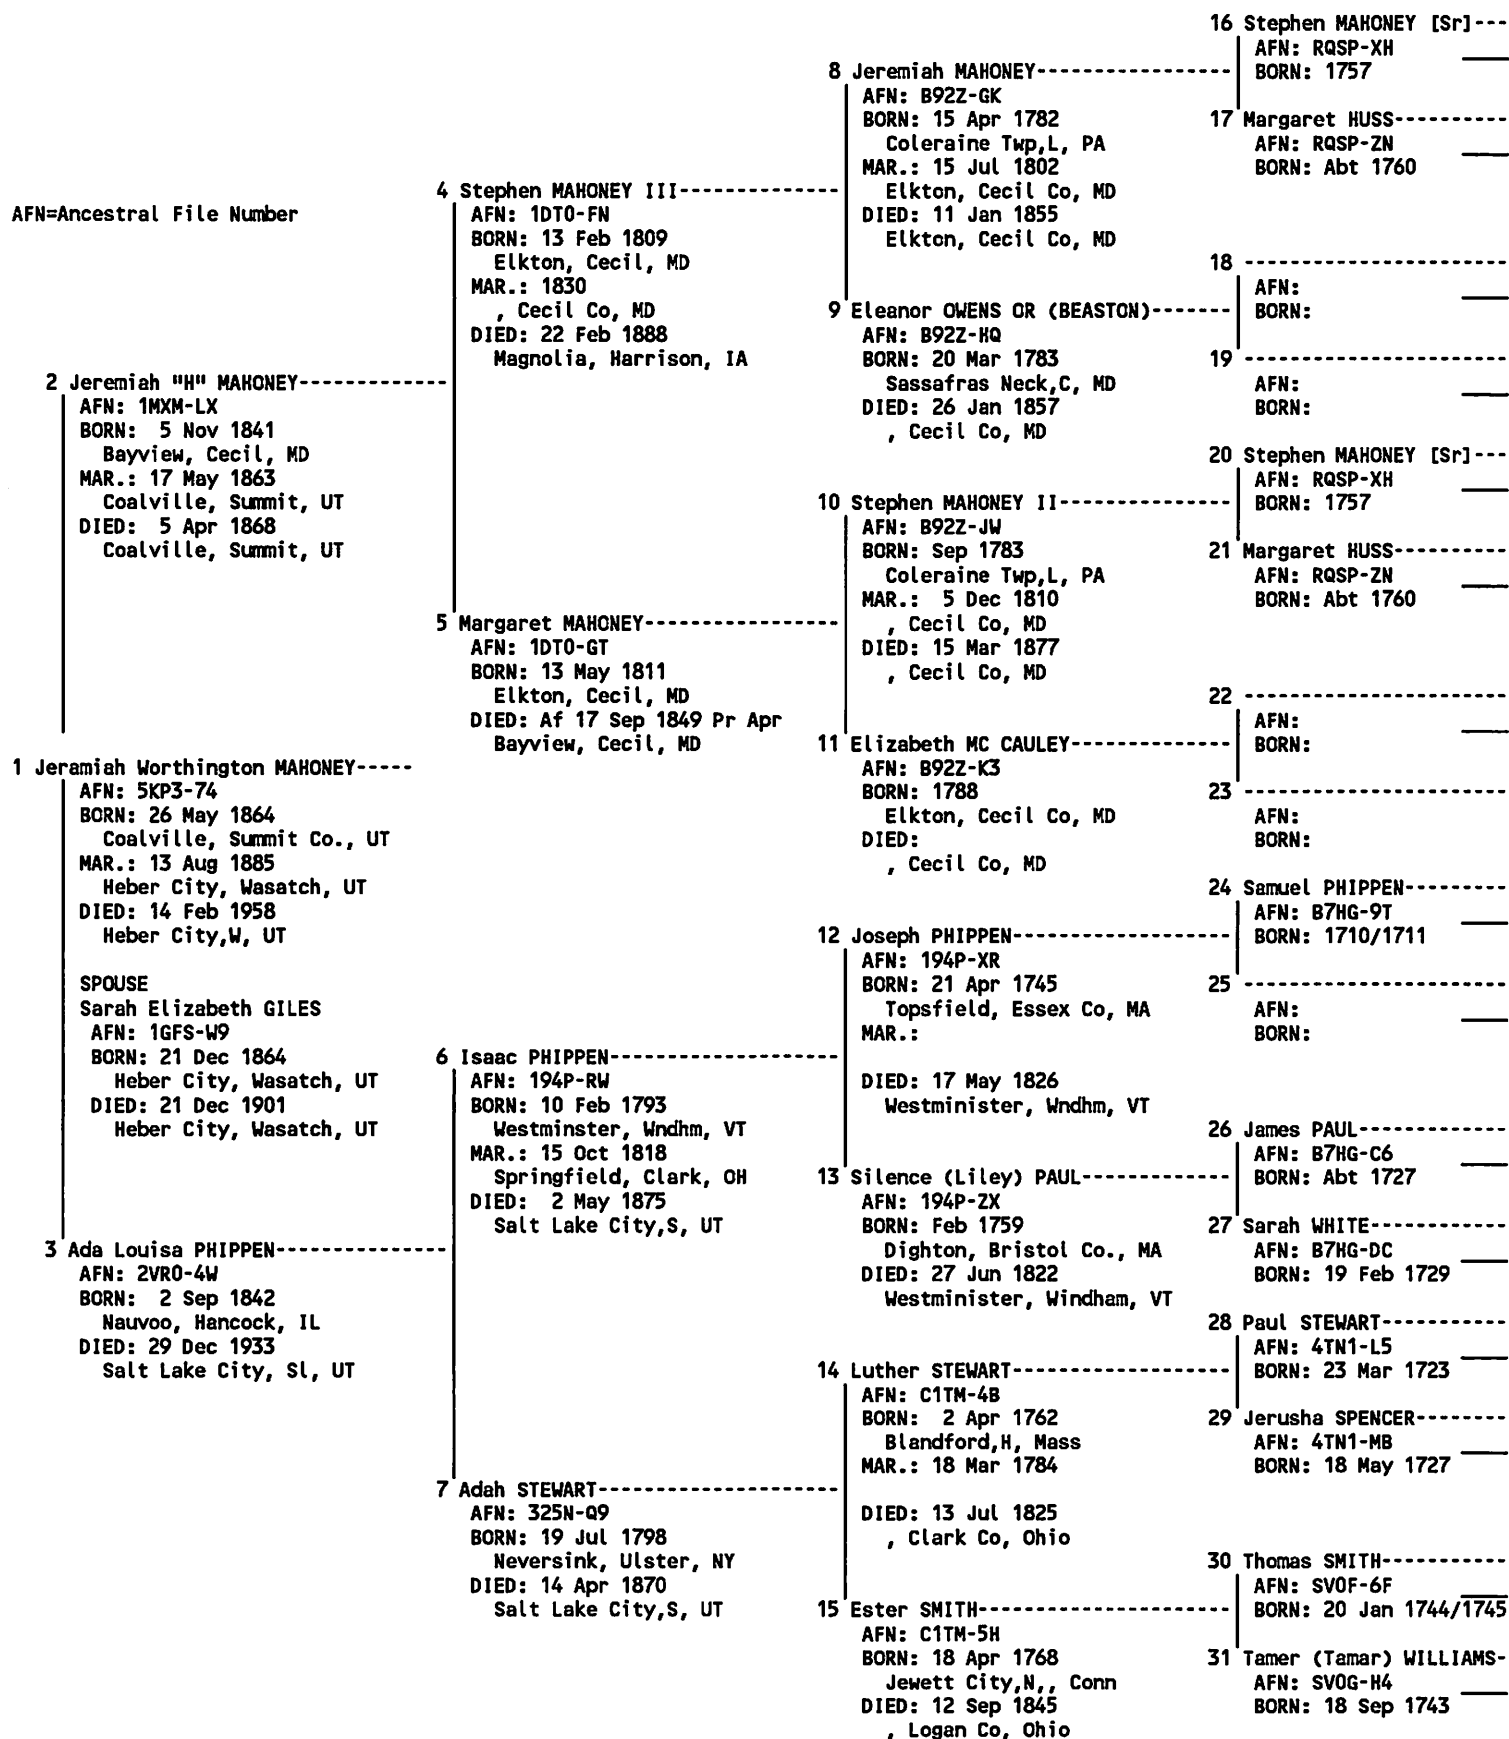 AFN=Ancestral File Number
1 Jeramiah Worthington MAHONEY-----
AFN: 5KP3-74
BORN: 26 May 1864
Coalville, Summit Co., UT
MAR.: 13 Aug 1885
Heber City, Wasatch, UT
DIED: 14 Feb 1958
Heber City,W, UT
SPOUSE
Sarah Elizabeth GILES
AFN: 1GFS-W9
BORN: 21 Dec 1864
Heber City, Wasatch, UT
DIED: 21 Dec 1901
Heber City, Wasatch, UT
2 Jeremiah "H" MAHONEY-------------
AFN: 1MXM-LX
BORN:  5 Nov 1841
Bayview, Cecil, MD
MAR.: 17 May 1863
Coalville, Summit, UT
DIED:  5 Apr 1868
Coalville, Summit, UT
3 Ada Louisa PHIPPEN---------------
AFN: 2VR0-4W
BORN:  2 Sep 1842
Nauvoo, Hancock, IL
DIED: 29 Dec 1933
Salt Lake City, Sl, UT
4 Stephen MAHONEY III--------------
AFN: 1DT0-FN
BORN: 13 Feb 1809
Elkton, Cecil, MD
MAR.: 1830
, Cecil Co, MD
DIED: 22 Feb 1888
Magnolia, Harrison, IA
5 Margaret MAHONEY-----------------
AFN: 1DT0-GT
BORN: 13 May 1811
Elkton, Cecil, MD
DIED: Af 17 Sep 1849 Pr Apr
Bayview, Cecil, MD
6 Isaac PHIPPEN--------------------
AFN: 194P-RW
BORN: 10 Feb 1793
Westminster, Wndhm, VT
MAR.: 15 Oct 1818
Springfield, Clark, OH
DIED:  2 May 1875
Salt Lake City,S, UT
7 Adah STEWART---------------------
AFN: 325N-Q9
BORN: 19 Jul 1798
Neversink, Ulster, NY
DIED: 14 Apr 1870
Salt Lake City,S, UT
8 Jeremiah MAHONEY-----------------
AFN: B92Z-GK
BORN: 15 Apr 1782
Coleraine Twp,L, PA
MAR.: 15 Jul 1802
Elkton, Cecil Co, MD
DIED: 11 Jan 1855
Elkton, Cecil Co, MD
9 Eleanor OWENS OR (BEASTON)-------
AFN: B92Z-HQ
BORN: 20 Mar 1783
Sassafras Neck,C, MD
DIED: 26 Jan 1857
, Cecil Co, MD
10 Stephen MAHONEY II---------------
AFN: B92Z-JW
BORN: Sep 1783
Coleraine Twp,L, PA
MAR.:  5 Dec 1810
, Cecil Co, MD
DIED: 15 Mar 1877
, Cecil Co, MD
11 Elizabeth MC CAULEY--------------
AFN: B92Z-K3
BORN: 1788
Elkton, Cecil Co, MD
DIED:
, Cecil Co, MD
12 Joseph PHIPPEN-------------------
AFN: 194P-XR
BORN: 21 Apr 1745
Topsfield, Essex Co, MA
MAR.:
DIED: 17 May 1826
Westminister, Wndhm, VT
13 Silence (Liley) PAUL-------------
AFN: 194P-ZX
BORN: Feb 1759
Dighton, Bristol Co., MA
DIED: 27 Jun 1822
Westminister, Windham, VT
14 Luther STEWART-------------------
AFN: C1TM-4B
BORN:  2 Apr 1762
Blandford,H, Mass
MAR.: 18 Mar 1784
DIED: 13 Jul 1825
, Clark Co, Ohio
15 Ester SMITH----------------------
AFN: C1TM-5H
BORN: 18 Apr 1768
Jewett City,N,, Conn
DIED: 12 Sep 1845
, Logan Co, Ohio
16 Stephen MAHONEY [Sr]---
AFN: RQSP-XH
BORN: 1757
17 Margaret HUSS----------
AFN: RQSP-ZN
BORN: Abt 1760
18 -----------------------
AFN:
BORN:
19 -----------------------
AFN:
BORN:
20 Stephen MAHONEY [Sr]---
AFN: RQSP-XH
BORN: 1757
21 Margaret HUSS----------
AFN: RQSP-ZN
BORN: Abt 1760
22 -----------------------
AFN:
BORN:
23 -----------------------
AFN:
BORN:
24 Samuel PHIPPEN---------
AFN: B7HG-9T
BORN: 1710/1711
25 -----------------------
AFN:
BORN:
26 James PAUL-------------
AFN: B7HG-C6
BORN: Abt 1727
27 Sarah WHITE------------
AFN: B7HG-DC
BORN: 19 Feb 1729
28 Paul STEWART-----------
AFN: 4TN1-L5
BORN: 23 Mar 1723
29 Jerusha SPENCER--------
AFN: 4TN1-MB
BORN: 18 May 1727
30 Thomas SMITH-----------
AFN: SV0F-6F
BORN: 20 Jan 1744/1745
31 Tamer (Tamar) WILLIAMS-
AFN: SV0G-H4
BORN: 18 Sep 1743